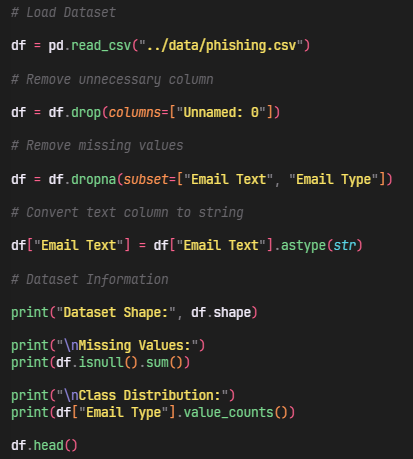 # Load Dataset
df = pd.read_csv("../data/phishing.csv")
# Remove unnecessary column
df = df.drop(columns=["Unnamed: 0"])
# Remove missing values
df = df.dropna(subset=["Email Text", "Email Type"])
# Convert text column to string
df["Email Text"] = df["Email Text"].astype(str)
# Dataset Information
print("Dataset Shape:", df.shape)
print("\nMissing Values:")
print(df.isnull().sum())
print("\nClass Distribution:")
print(df["Email Type"].value_counts())
df.head()